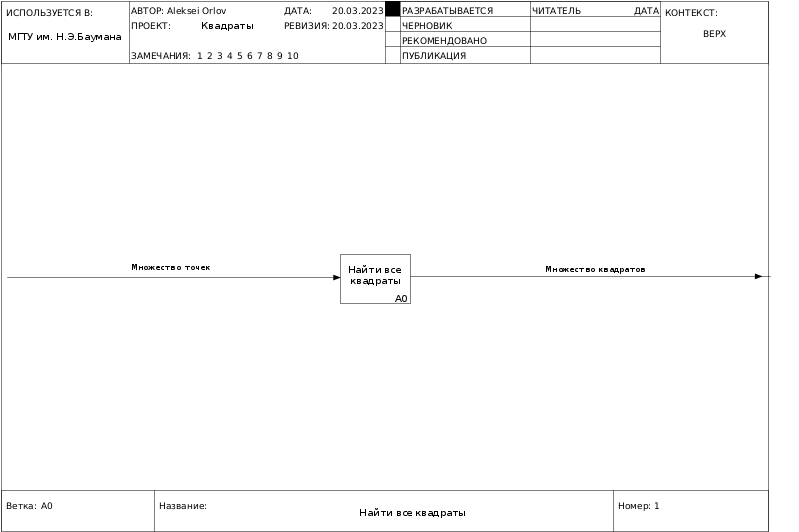 ИСПОЛЬЗУЕТСЯ В:
МГТУ им. Н.Э.Баумана
АВТОР: Aleksei Orlov ДАТА: 20.03.2023
ПРОЕКТ: Квадраты РЕВИЗИЯ: 20.03.2023
ЗАМЕЧАНИЯ: 1 2 3 4 5 6 7 8 9 10
РАЗРАБАТЫВАЕТСЯ
ЧЕРНОВИК
РЕКОМЕНДОВАНО
ПУБЛИКАЦИЯ
ЧИТАТЕЛЬ ДАТА
КОНТЕКСТ:
ВЕРХ
Множество точек
Найти все
квадраты
A0
Множество квадратов
Ветка: A0
Название:
Найти все квадраты
Номер: 1